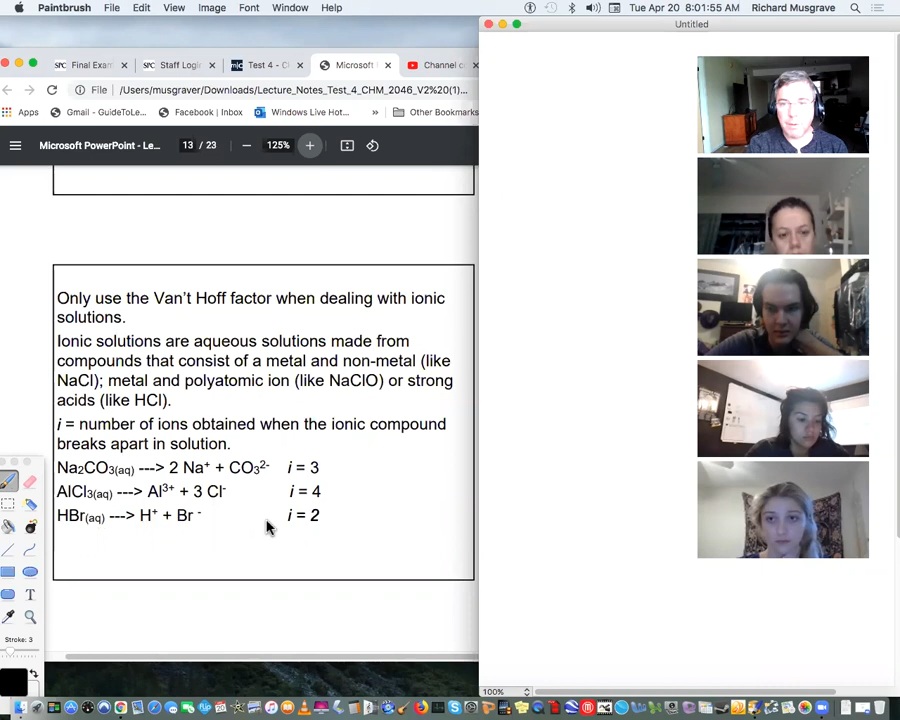 Paintbrush File Edit View Image Font Window Help Tue Apr 20 8:01:55 AM Richard Musgrave
Untitled
SPC Final Exam SPC Staff Login Test 4 - C Microsoft Channel c
File /Users/musgraver/Downloads/Lecture_Notes_Test_4_CHM_2046_V2%20(1)...
Apps Gmail - GuideToLe... Facebook | Inbox Windows Live Hot... » Other Bookmarks
Microsoft PowerPoint - Le... 13 / 23 — 125% +
Only use the Van’t Hoff factor when dealing with ionic
solutions.
Ionic solutions are aqueous solutions made from
compounds that consist of a metal and non-metal (like
NaCl); metal and polyatomic ion (like NaClO) or strong
acids (like HCl).
i = number of ions obtained when the ionic compound
breaks apart in solution.
Na₂CO₃(aq) ---> 2 Na⁺ + CO₃²⁻ i = 3
AlCl₃(aq) ---> Al³⁺ + 3 Cl⁻ i = 4
HBr(aq) ---> H⁺ + Br ⁻ i = 2
T
Stroke: 3
100%